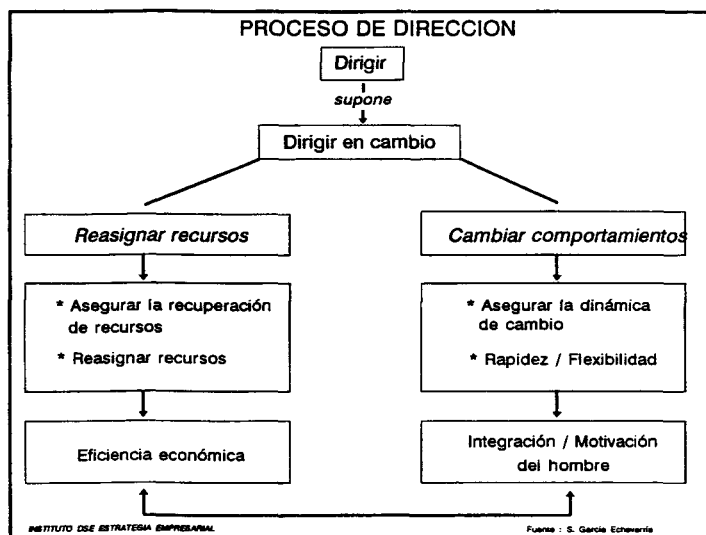 PROCESO DE DIRECCION
Dirigir
supone
Dirigir en cambio
Reasignar recursos
Cambiar comportamientos
* Asegurar la recuperación
de recursos
* Reasignar recursos
* Asegurar la dinámica
de cambio
* Rapidez / Flexibilidad
Eficiencia económica
Integración / Motivación
del hombre
INSTITUTO DSE ESTRATEGIA EMPRESARIAL
Fuente : S. García Echevarría